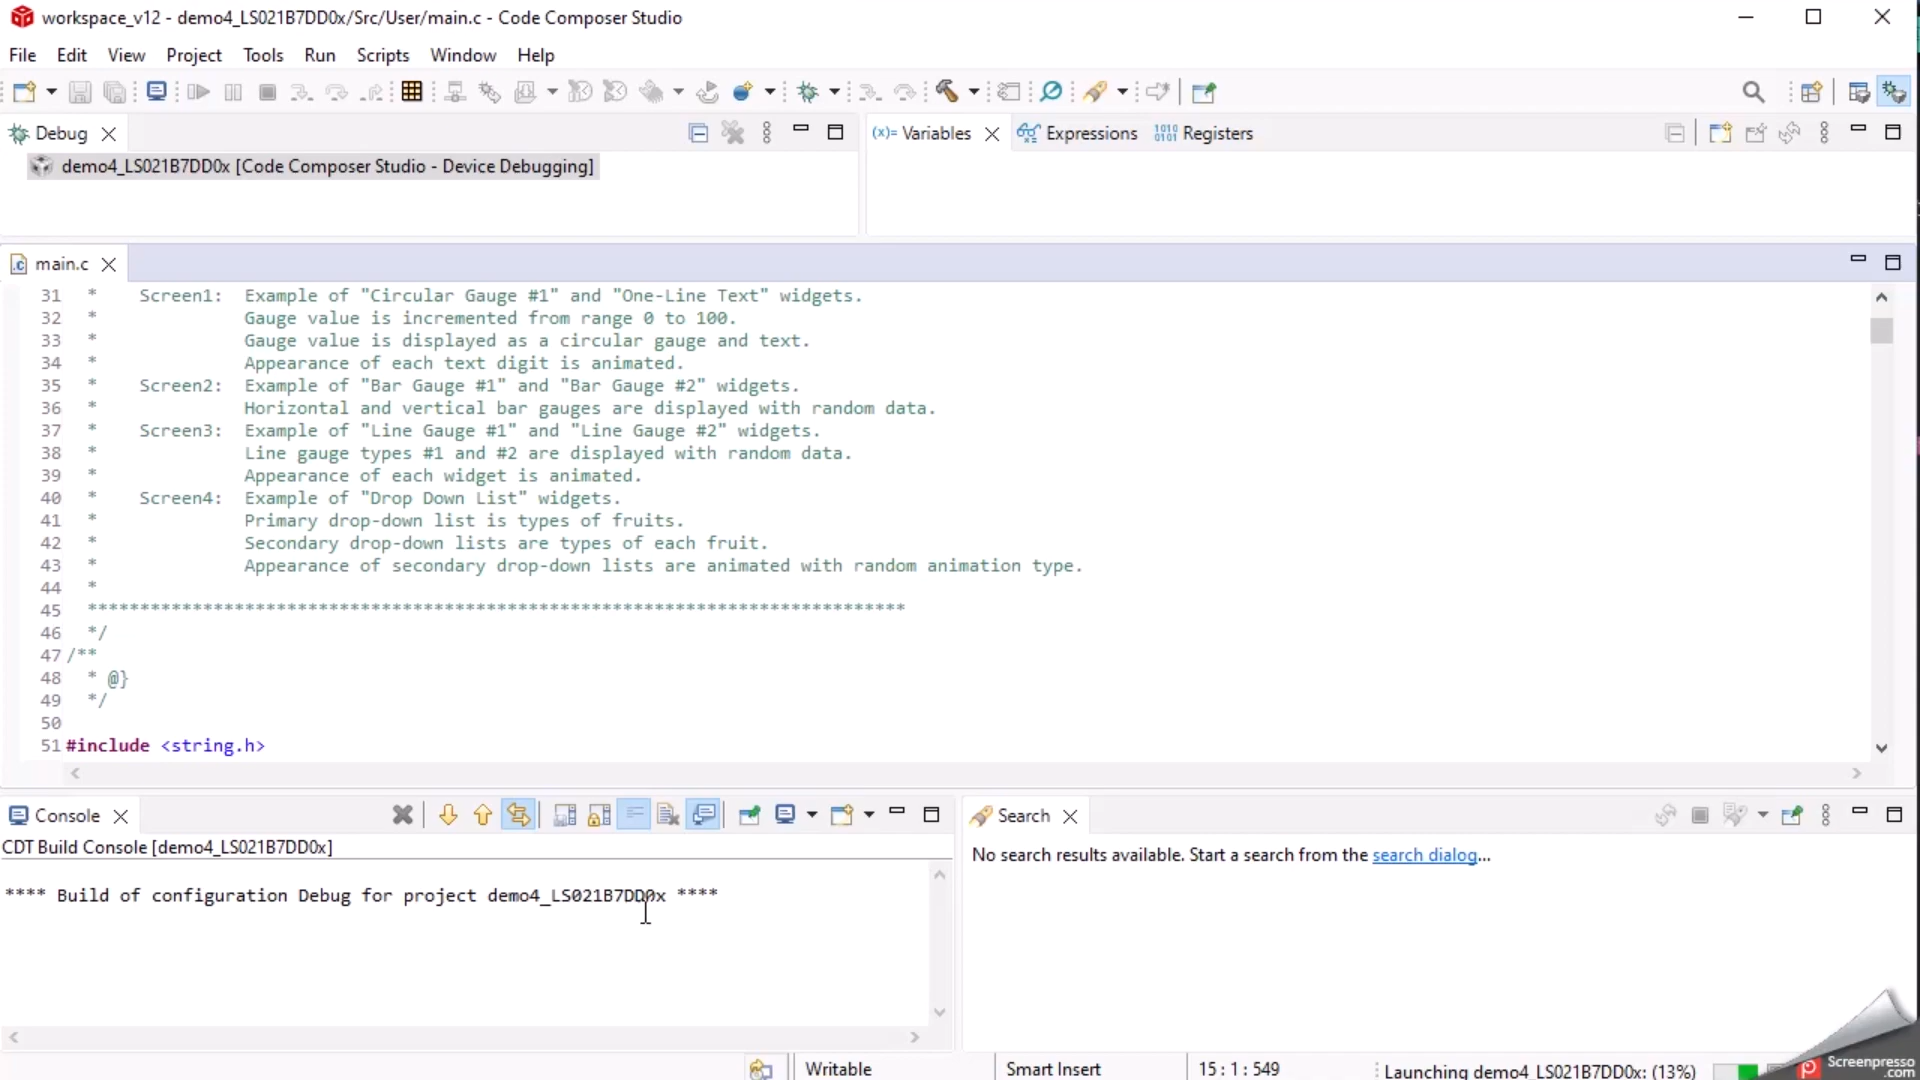 workspace_v12 - demo4_LS021B7DD0x/Src/User/main.c - Code Composer Studio
File Edit View Project Tools Run Scripts Window Help
Debug
demo4_LS021B7DD0x [Code Composer Studio - Device Debugging]
(x)= Variables
Expressions
1010 0101 Registers
main.c
31 * Screen1: Example of "Circular Gauge #1" and "One-Line Text" widgets.
32 * Gauge value is incremented from range 0 to 100.
33 * Gauge value is displayed as a circular gauge and text.
34 * Appearance of each text digit is animated.
35 * Screen2: Example of "Bar Gauge #1" and "Bar Gauge #2" widgets.
36 * Horizontal and vertical bar gauges are displayed with random data.
37 * Screen3: Example of "Line Gauge #1" and "Line Gauge #2" widgets.
38 * Line gauge types #1 and #2 are displayed with random data.
39 * Appearance of each widget is animated.
40 * Screen4: Example of "Drop Down List" widgets.
41 * Primary drop-down list is types of fruits.
42 * Secondary drop-down lists are types of each fruit.
43 * Appearance of secondary drop-down lists are animated with random animation type.
44 *
45 ******************************************************************************
46 */
47 /**
48 * @}
49 */
50
51 #include <string.h>
Console
CDT Build Console [demo4_LS021B7DD0x]
**** Build of configuration Debug for project demo4_LS021B7DD0x ****
Search
No search results available. Start a search from the search dialog...
Writable
Smart Insert
15 : 1 : 549
Launching demo4_LS021B7DD0x: (13%)
Screenpresso
.com